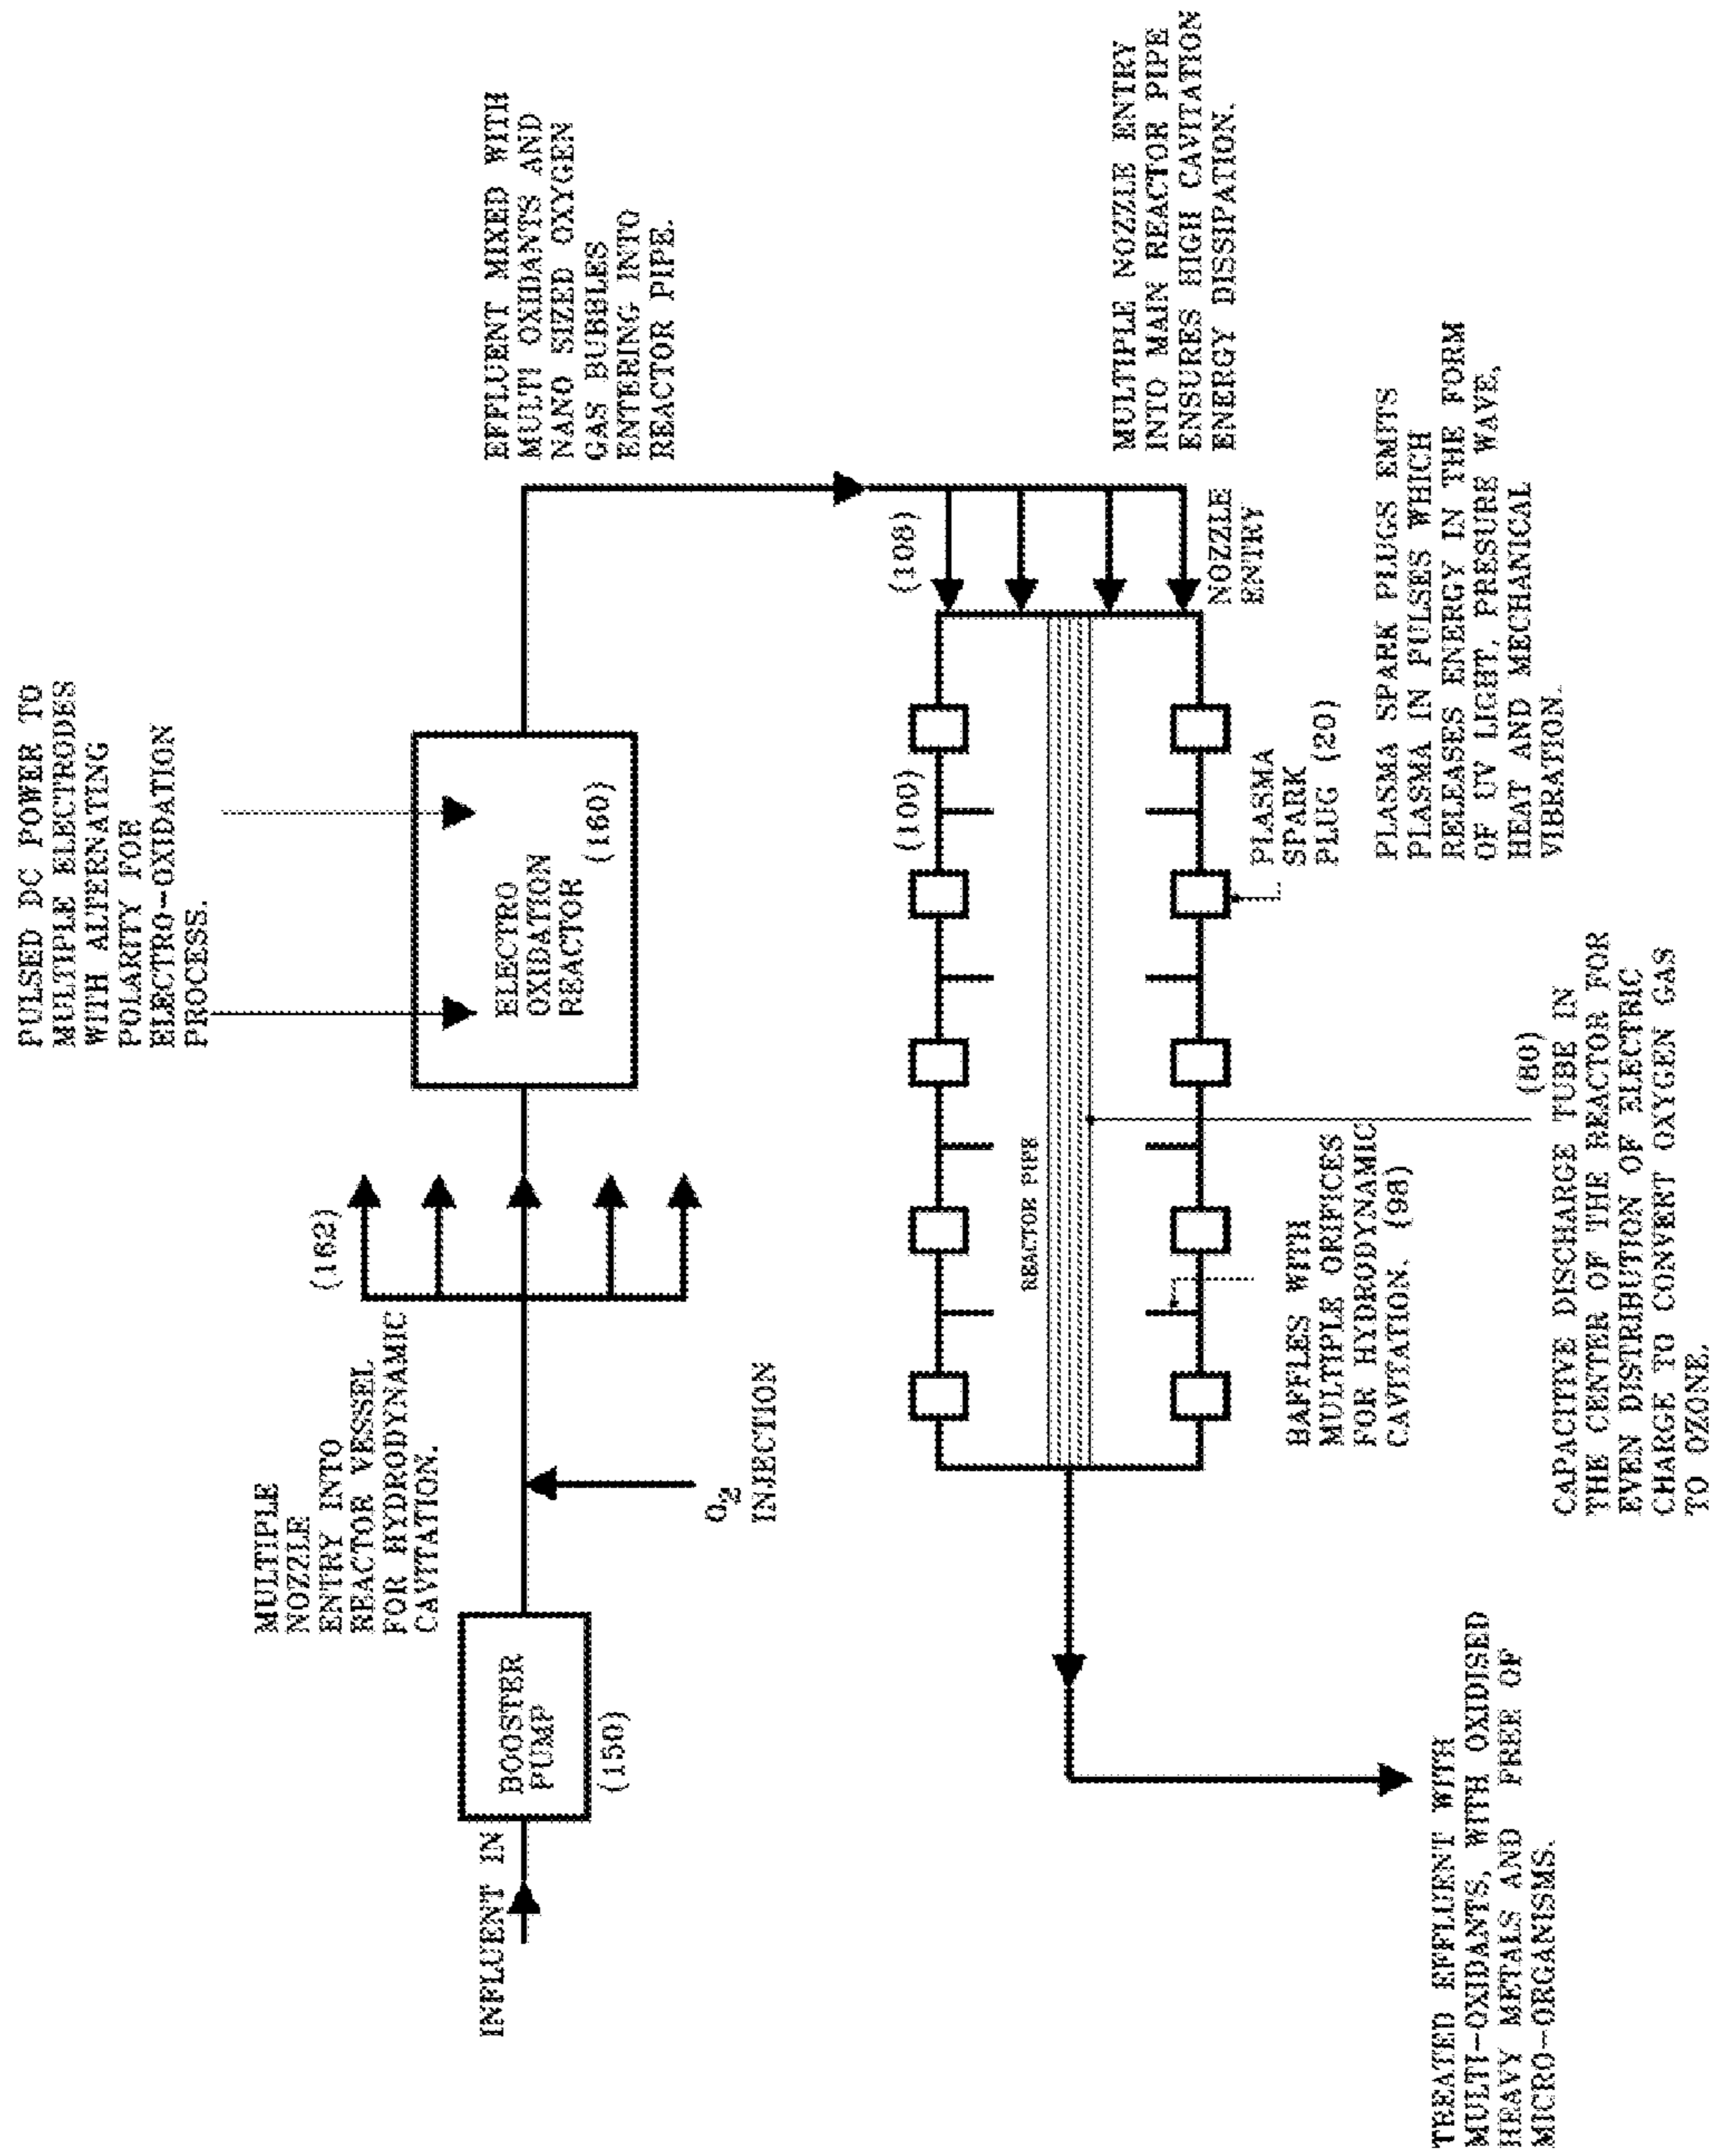 PULSED DC POWER TO
MULTIPLE ELECTRODES
WITH ALTERNATING
POLARITY FOR
ELECTRO-OXIDATION
PROCESS.
MULTIPLE
NOZZLE
ENTRY INTO
REACTOR VESSEL
FOR HYDRODYNAMIC
CAVITATION.
(162)
INFLUENT IN
BOOSTER
PUMP
(150)
O2
INJECTION
ELECTRO
OXIDATION
REACTOR
(160)
EFFLUENT MIXED WITH
MULTI OXIDANTS AND
NANO SIZED OXYGEN
GAS BUBBLES
ENTERING INTO
REACTOR PIPE.
(108)
(100)
REACTOR PIPE
NOZZLE
ENTRY
MULTIPLE NOZZLE ENTRY
INTO MAIN REACTOR PIPE
ENSURES HIGH CAVITATION
ENERGY DISSIPATION.
BAFFLES WITH
MULTIPLE ORIFICES
FOR HYDRODYNAMIC
CAVITATION. (98)
PLASMA
SPARK
PLUG (20)
PLASMA SPARK PLUGS EMITS
PLASMA IN PULSES WHICH
RELEASES ENERGY IN THE FORM
OF UV LIGHT, PRESURE WAVE,
HEAT AND MECHANICAL
VIBRATION.
(80)
CAPACITIVE DISCHARGE TUBE IN
THE CENTER OF THE REACTOR FOR
EVEN DISTRIBUTION OF ELECTRIC
CHARGE TO CONVERT OXYGEN GAS
TO OZONE.
TREATED EFFLUENT WITH
MULTI-OXIDANTS, WITH OXIDISED
HEAVY METALS AND FREE OF
MICRO-ORGANISMS.